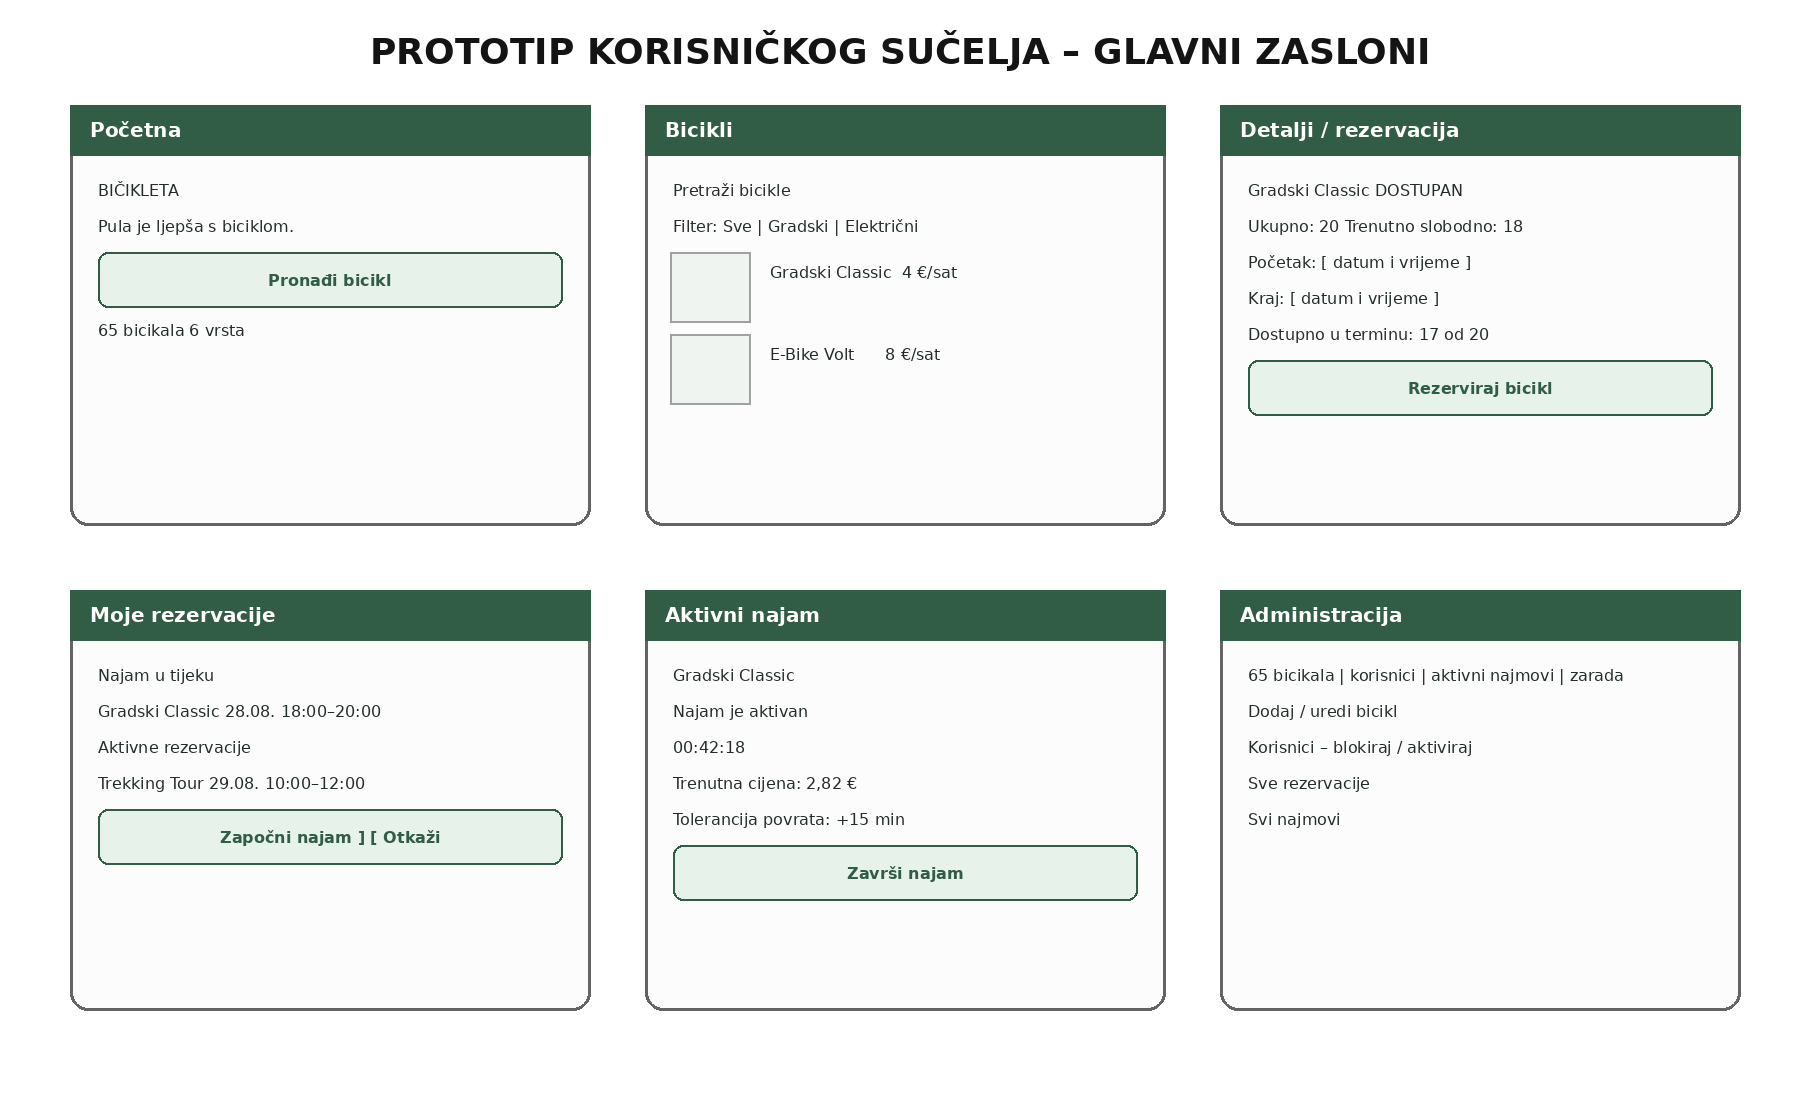 PROTOTIP KORISNIČKOG SUČELJA – GLAVNI ZASLONI
Početna
BIČIKLETA
Pula je ljepša s biciklom.
Pronađi bicikl
65 bicikala 6 vrsta
Bicikli
Pretraži bicikle
Filter: Sve | Gradski | Električni
Gradski Classic 4 €/sat
E-Bike Volt 8 €/sat
Detalji / rezervacija
Gradski Classic DOSTUPAN
Ukupno: 20 Trenutno slobodno: 18
Početak: [ datum i vrijeme ]
Kraj: [ datum i vrijeme ]
Dostupno u terminu: 17 od 20
Rezerviraj bicikl
Moje rezervacije
Najam u tijeku
Gradski Classic 28.08. 18:00–20:00
Aktivne rezervacije
Trekking Tour 29.08. 10:00–12:00
Započni najam ] [ Otkaži
Aktivni najam
Gradski Classic
Najam je aktivan
00:42:18
Trenutna cijena: 2,82 €
Tolerancija povrata: +15 min
Završi najam
Administracija
65 bicikala | korisnici | aktivni najmovi | zarada
Dodaj / uredi bicikl
Korisnici – blokiraj / aktiviraj
Sve rezervacije
Svi najmovi